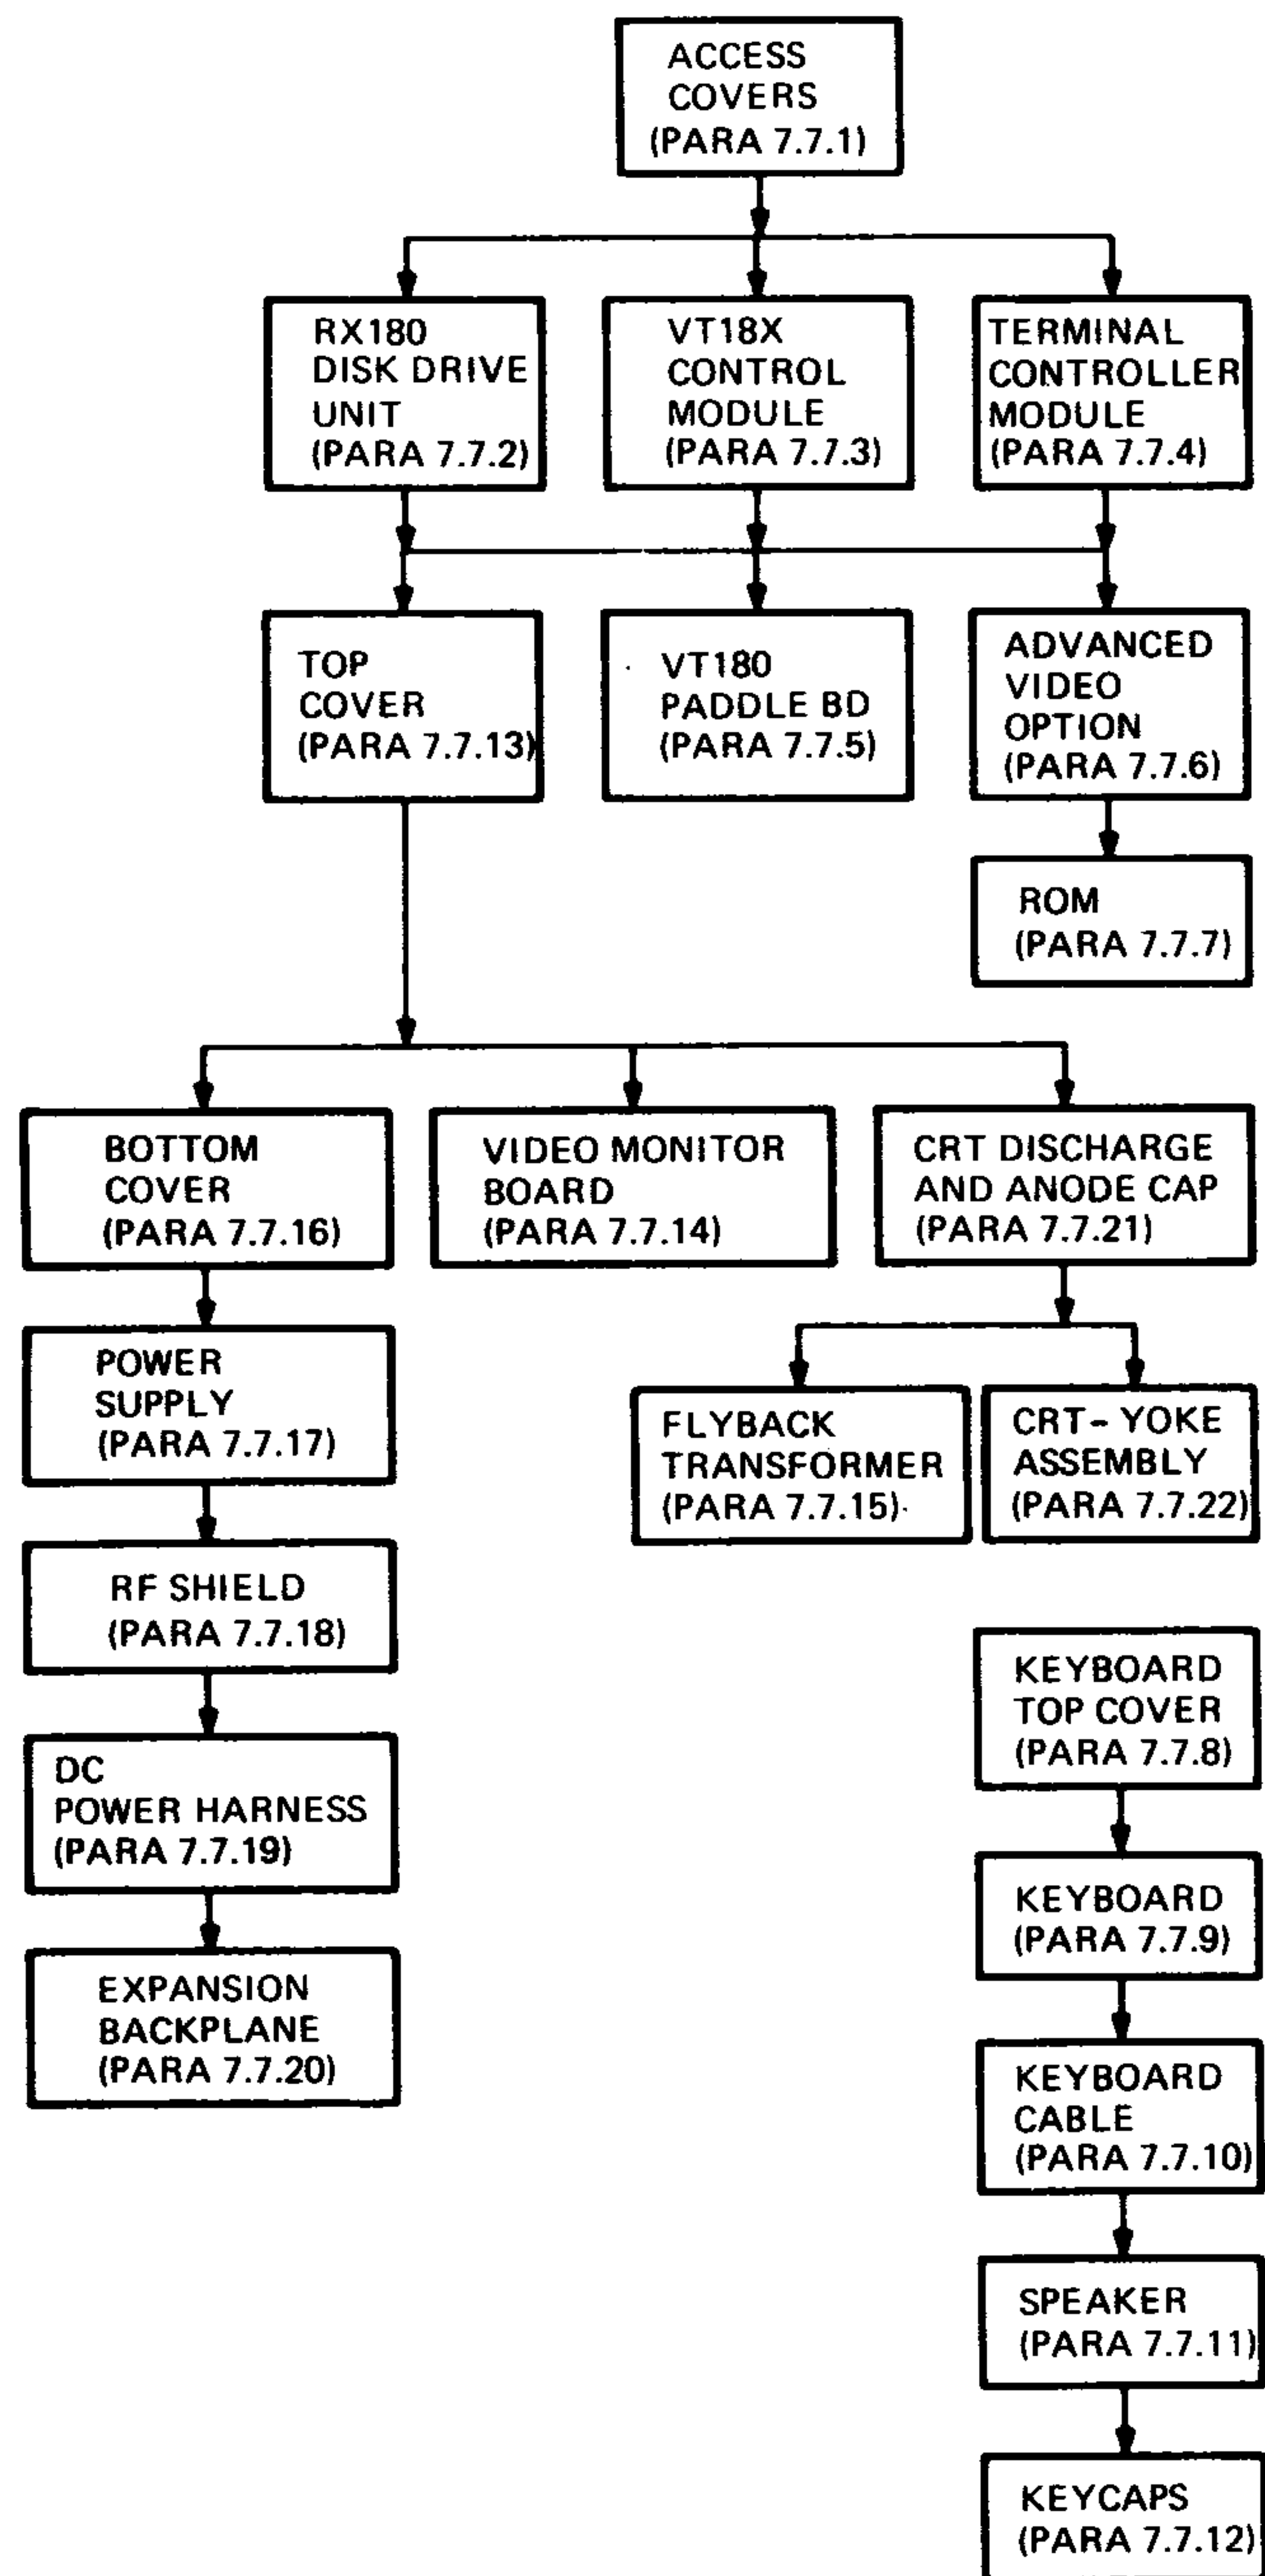 ACCESS
COVERS
(PARA 7.7.1)
RX180
DISK DRIVE
UNIT
(PARA 7.7.2)
VT18X
CONTROL
MODULE
(PARA 7.7.3)
TERMINAL
CONTROLLER
MODULE
(PARA 7.7.4)
TOP
COVER
(PARA 7.7.13)
VT180
PADDLE BD
(PARA 7.7.5)
ADVANCED
VIDEO
OPTION
(PARA 7.7.6)
ROM
(PARA 7.7.7)
BOTTOM
COVER
(PARA 7.7.16)
VIDEO MONITOR
BOARD
(PARA 7.7.14)
CRT DISCHARGE
AND ANODE CAP
(PARA 7.7.21)
POWER
SUPPLY
(PARA 7.7.17)
FLYBACK
TRANSFORMER
(PARA 7.7.15)
CRT-YOKE
ASSEMBLY
(PARA 7.7.22)
RF SHIELD
(PARA 7.7.18)
DC
POWER HARNESS
(PARA 7.7.19)
EXPANSION
BACKPLANE
(PARA 7.7.20)
KEYBOARD
TOP COVER
(PARA 7.7.8)
KEYBOARD
(PARA 7.7.9)
KEYBOARD
CABLE
(PARA 7.7.10)
SPEAKER
(PARA 7.7.11)
KEYCAPS
(PARA 7.7.12)